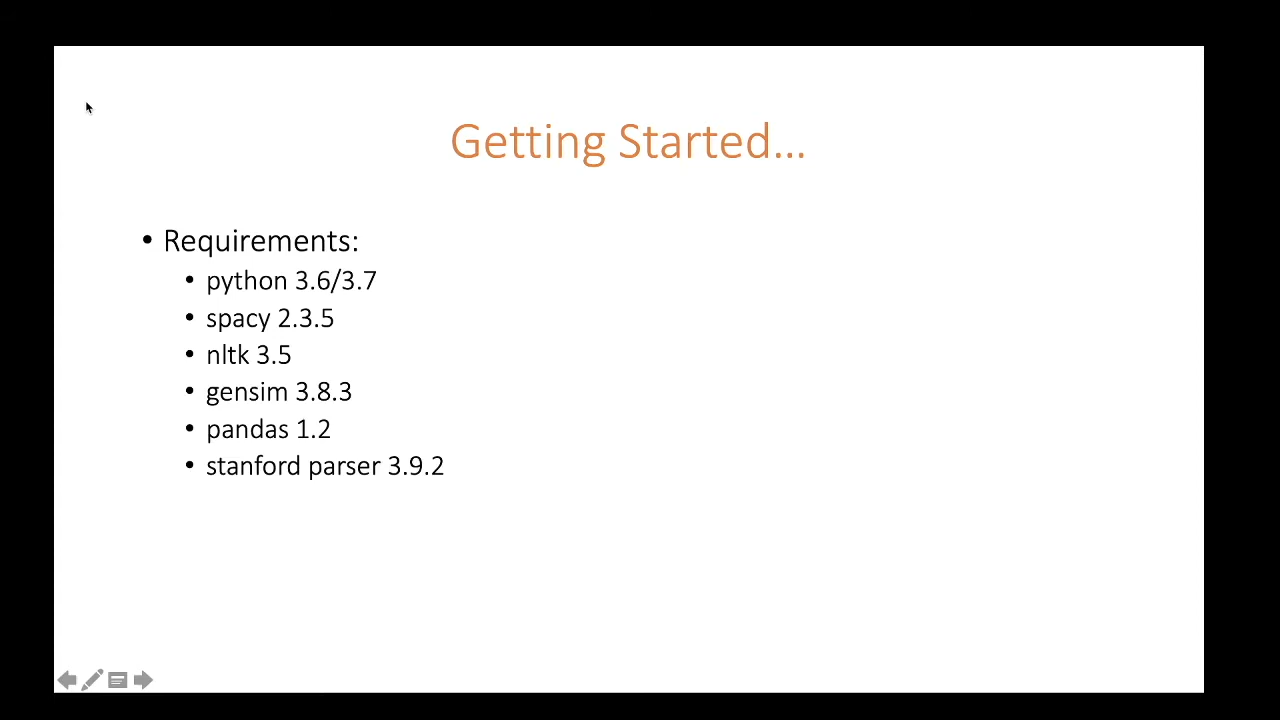 Getting Started...
• Requirements:
• python 3.6/3.7
• spacy 2.3.5
• nltk 3.5
• gensim 3.8.3
• pandas 1.2
• stanford parser 3.9.2